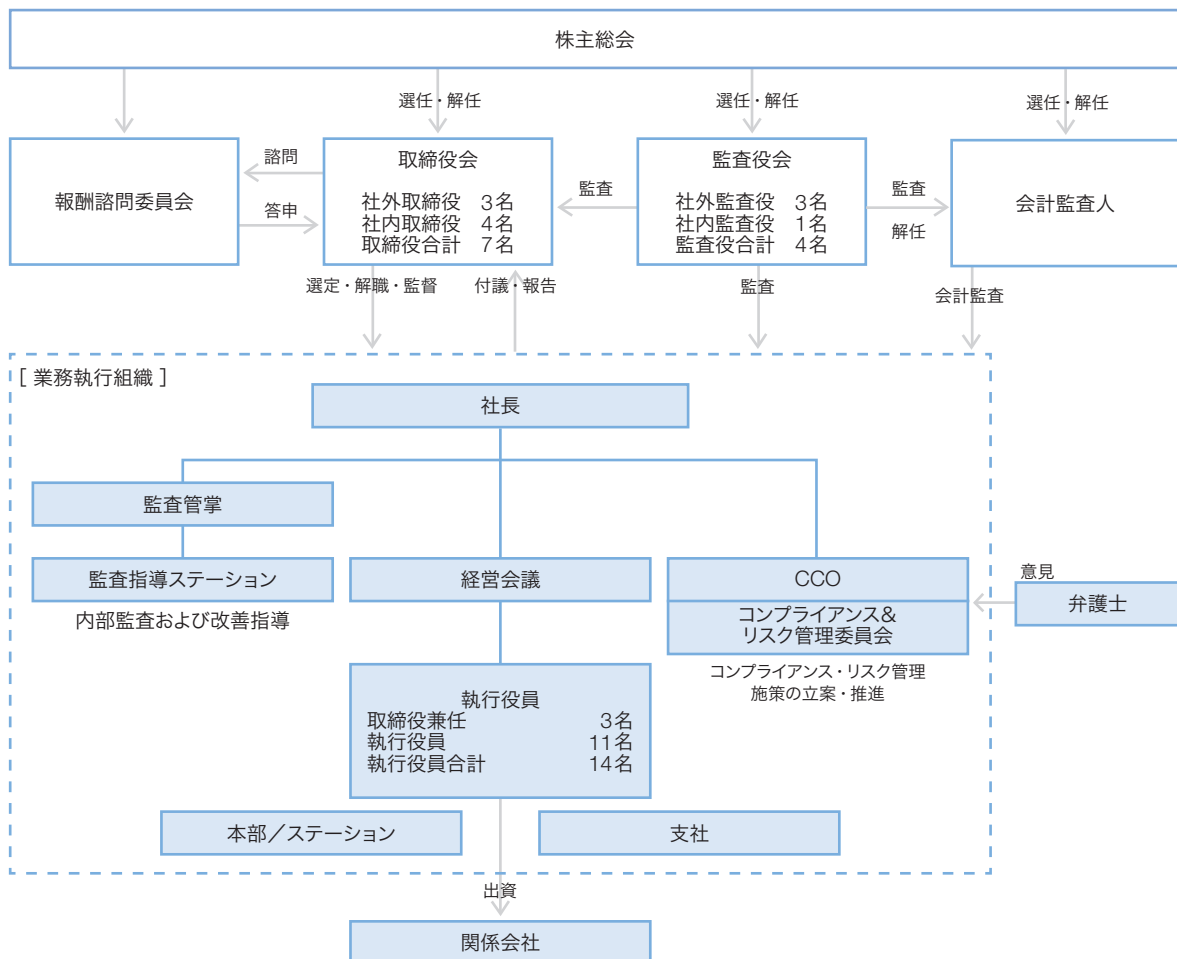 株主総会
選任・解任
選任・解任
選任・解任
報酬諮問委員会
諮問
答申
取締役会
社外取締役 3名
社内取締役 4名
取締役合計 7名
監査
監査役会
社外監査役 3名
社内監査役 1名
監査役合計 4名
監査
解任
会計監査人
選定・解職・監督
付議・報告
監査
会計監査
[ 業務執行組織 ]
社長
監査管掌
監査指導ステーション
内部監査および改善指導
経営会議
CCO
コンプライアンス&
リスク管理委員会
コンプライアンス・リスク管理
施策の立案・推進
意見
弁護士
執行役員
取締役兼任 3名
執行役員 11名
執行役員合計 14名
本部／ステーション
支社
出資
関係会社